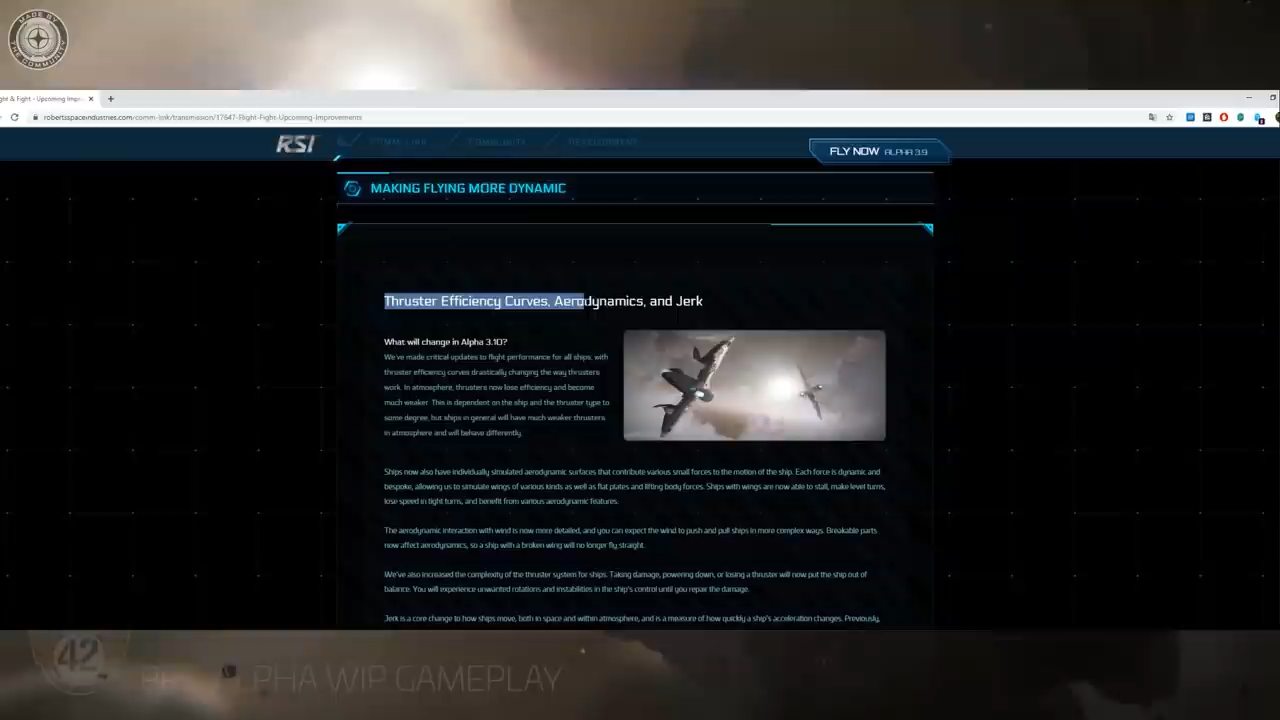 MADE BY
THE COMMUNITY
ght & Fight - Upcoming Impr
robertsspaceindustries.com/comm-link/transmission/17647-Flight-Fight-Upcoming-Improvements
RSI
COMM-LINK
COMMUNITY
DEVELOPMENT
FLY NOW ALPHA 3.9
MAKING FLYING MORE DYNAMIC
Thruster Efficiency Curves, Aerodynamics, and Jerk
What will change in Alpha 3.10?
We've made critical updates to flight performance for all ships, with
thruster efficiency curves drastically changing the way thrusters
work. In atmosphere, thrusters now lose efficiency and become
much weaker. This is dependent on the ship and the thruster type to
some degree, but ships in general will have much weaker thrusters
in atmosphere and will behave differently.
Ships now also have individually simulated aerodynamic surfaces that contribute various small forces to the motion of the ship. Each force is dynamic and
bespoke, allowing us to simulate wings of various kinds as well as flat plates and lifting body forces. Ships with wings are now able to stall, make level turns,
lose speed in tight turns, and benefit from various aerodynamic features.
The aerodynamic interaction with wind is now more detailed, and you can expect the wind to push and pull ships in more complex ways. Breakable parts
now affect aerodynamics, so a ship with a broken wing will no longer fly straight.
We've also increased the complexity of the thruster system for ships. Taking damage, powering down, or losing a thruster will now put the ship out of
balance. You will experience unwanted rotations and instabilities in the ship's control until you repair the damage.
Jerk is a core change to how ships move, both in space and within atmosphere, and is a measure of how quickly a ship's acceleration changes. Previously,
42
PHA WIP GAMEPLAY